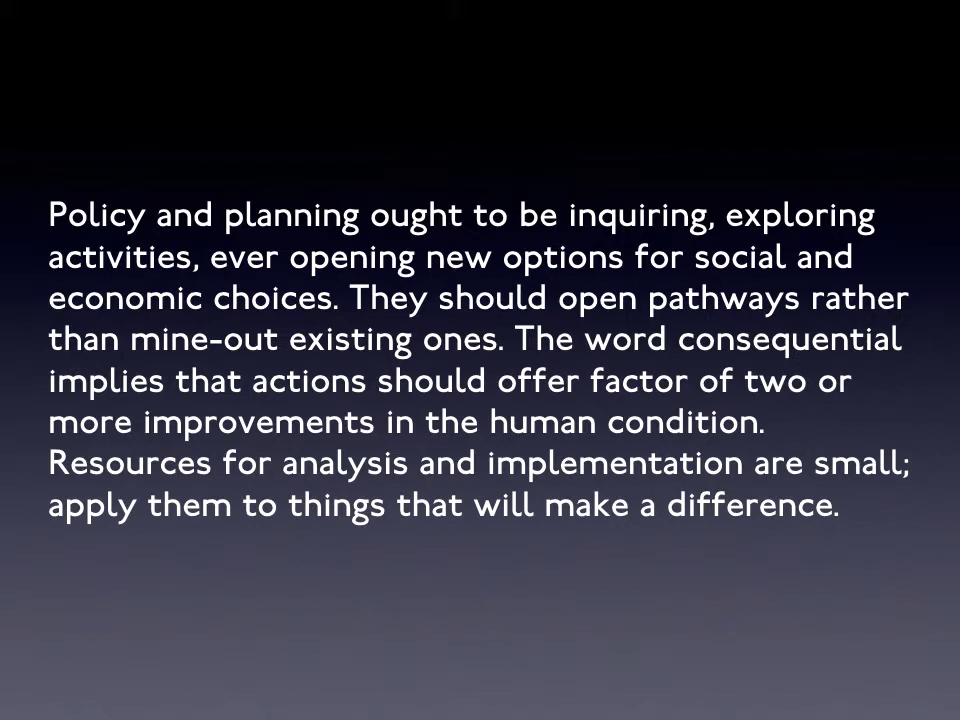 Policy and planning ought to be inquiring, exploring
activities, ever opening new options for social and
economic choices. They should open pathways rather
than mine-out existing ones. The word consequential
implies that actions should offer factor of two or
more improvements in the human condition.
Resources for analysis and implementation are small;
apply them to things that will make a difference.